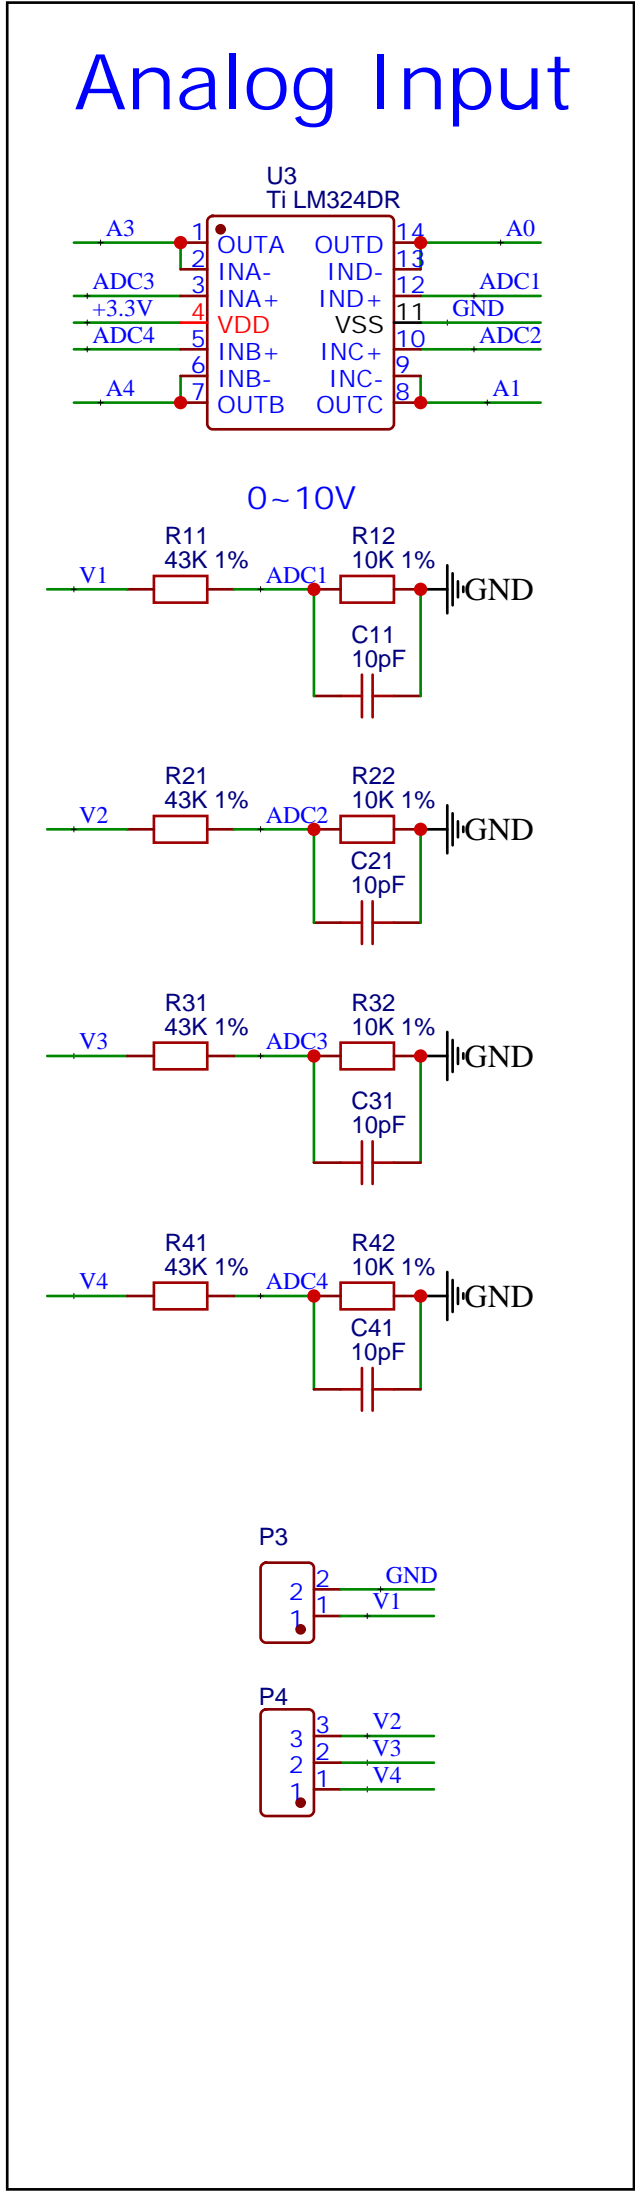 Analog Input
U3
Ti LM324DR
A3 1 OUTA OUTD 14 A0
2 INA- IND- 13
ADC3 3 INA+ IND+ 12 ADC1
+3.3V 4 VDD VSS 11 GND
ADC4 5 INB+ INC+ 10 ADC2
6 INB- INC- 9
A4 7 OUTB OUTC 8 A1
0~10V
R11 R12
43K 1% 10K 1%
V1 ADC1 GND
C11
10pF
R21 R22
43K 1% 10K 1%
V2 ADC2 GND
C21
10pF
R31 R32
43K 1% 10K 1%
V3 ADC3 GND
C31
10pF
R41 R42
43K 1% 10K 1%
V4 ADC4 GND
C41
10pF
P3
2 2 GND
1 1 V1
P4
3 3 V2
2 2 V3
1 1 V4